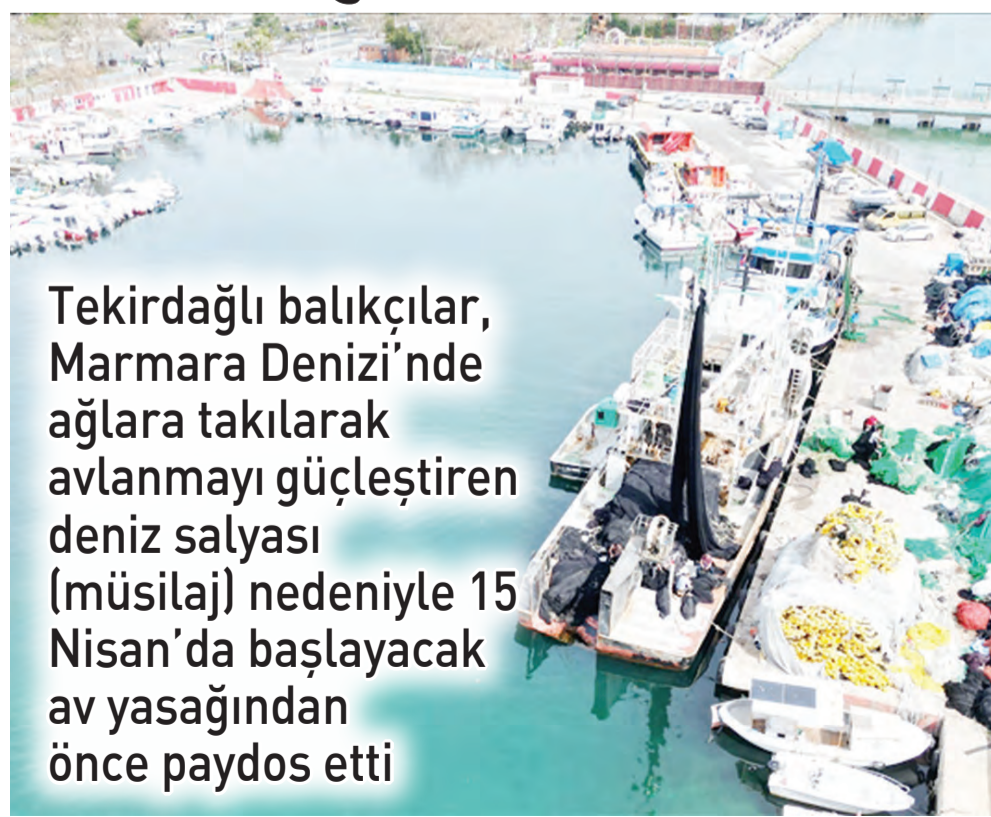 Tekirdağlı balıkçılar,
Marmara Denizi’nde
ağlara takılarak
avlanmayı güçleştiren
deniz salyası
(müsilaj) nedeniyle 15
Nisan’da başlayacak
av yasağından
önce paydos etti